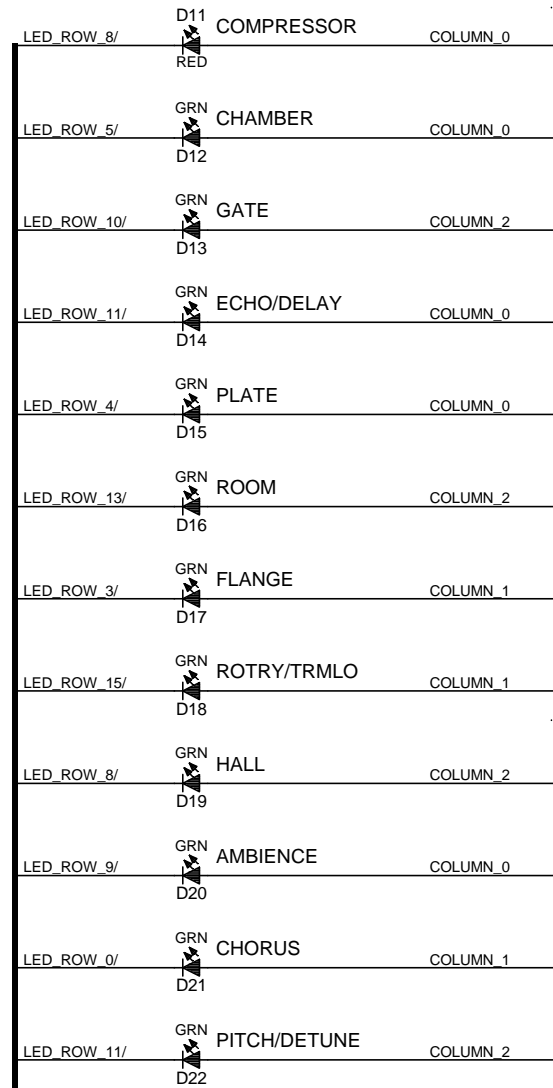 D11 COMPRESSOR
LED_ROW_8/ COLUMN_0
RED
GRN CHAMBER
LED_ROW_5/ COLUMN_0
D12
GRN GATE
LED_ROW_10/ COLUMN_2
D13
GRN ECHO/DELAY
LED_ROW_11/ COLUMN_0
D14
GRN PLATE
LED_ROW_4/ COLUMN_0
D15
GRN ROOM
LED_ROW_13/ COLUMN_2
D16
GRN FLANGE
LED_ROW_3/ COLUMN_1
D17
GRN ROTRY/TRMLO
LED_ROW_15/ COLUMN_1
D18
GRN HALL
LED_ROW_8/ COLUMN_2
D19
GRN AMBIENCE
LED_ROW_9/ COLUMN_0
D20
GRN CHORUS
LED_ROW_0/ COLUMN_1
D21
GRN PITCH/DETUNE
LED_ROW_11/ COLUMN_2
D22